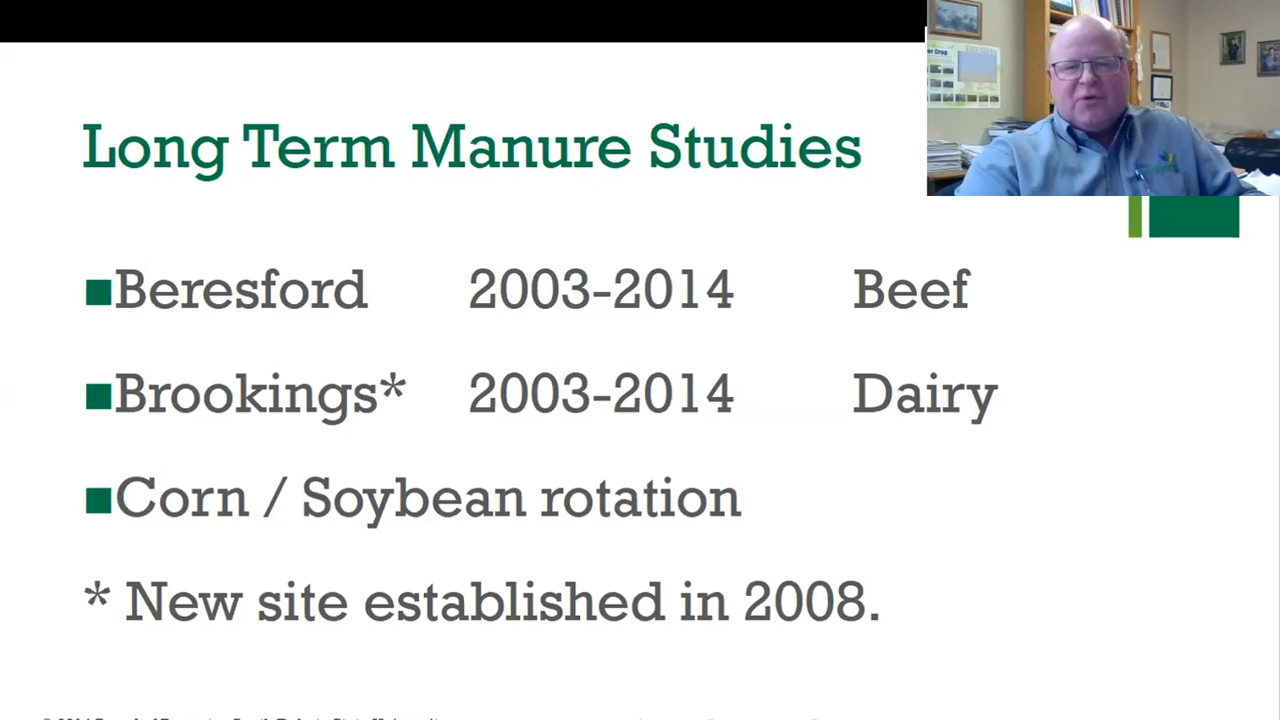 Long Term Manure Studies
■Beresford 2003-2014 Beef
■Brookings* 2003-2014 Dairy
■Corn / Soybean rotation
* New site established in 2008.